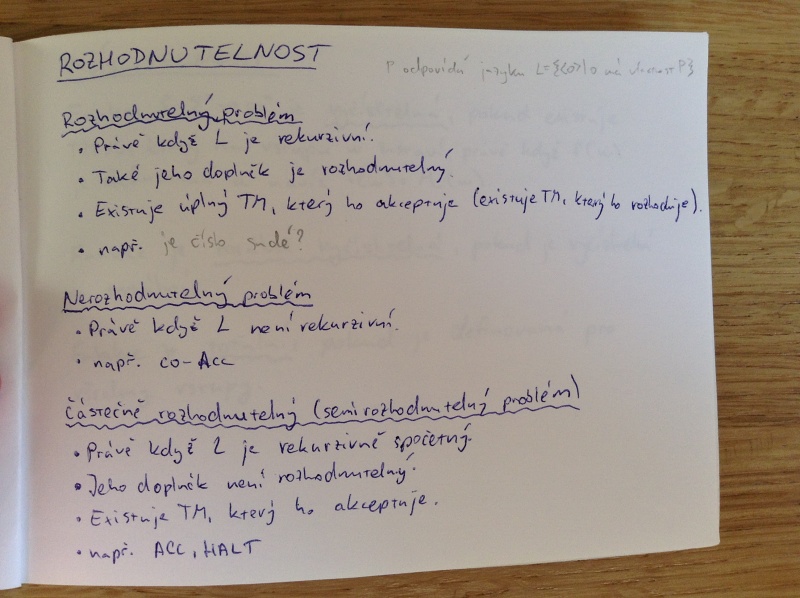 ROZHODNUTELNOST
P odpovídá jazyku L={<o>|o má vlastnost P}
Rozhodnutelný problém
• Právě když L je rekurzivní.
• Také jeho doplněk je rozhodnutelný.
• Existuje úplný TM, který ho akceptuje (existuje TM, který ho rozhoduje).
• např. je číslo sudé?
Nerozhodnutelný problém
• Právě když L není rekurzivní.
• např. co-Acc
Částečně rozhodnutelný (semirozhodnutelný problém)
• Právě když L je rekurzivně spočetný.
• Jeho doplněk není rozhodnutelný.
• Existuje TM, který ho akceptuje.
• např. ACC, HALT